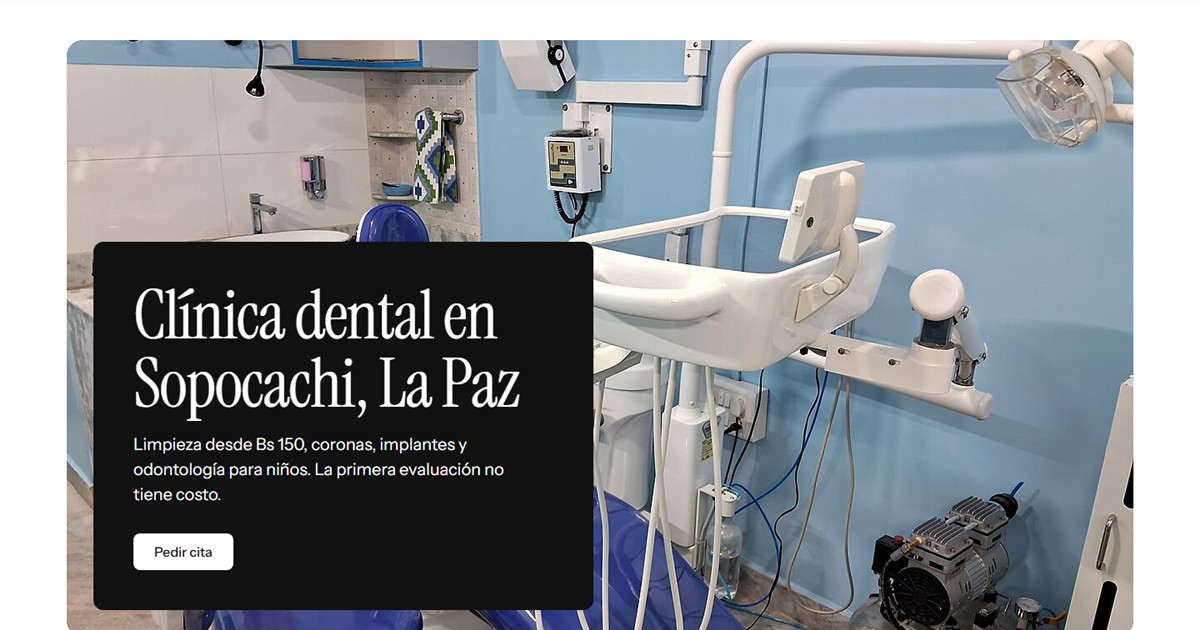 Clínica dental en
Sopocachi, La Paz
Limpieza desde Bs 150, coronas, implantes y
odontología para niños. La primera evaluación no
tiene costo.
Pedir cita